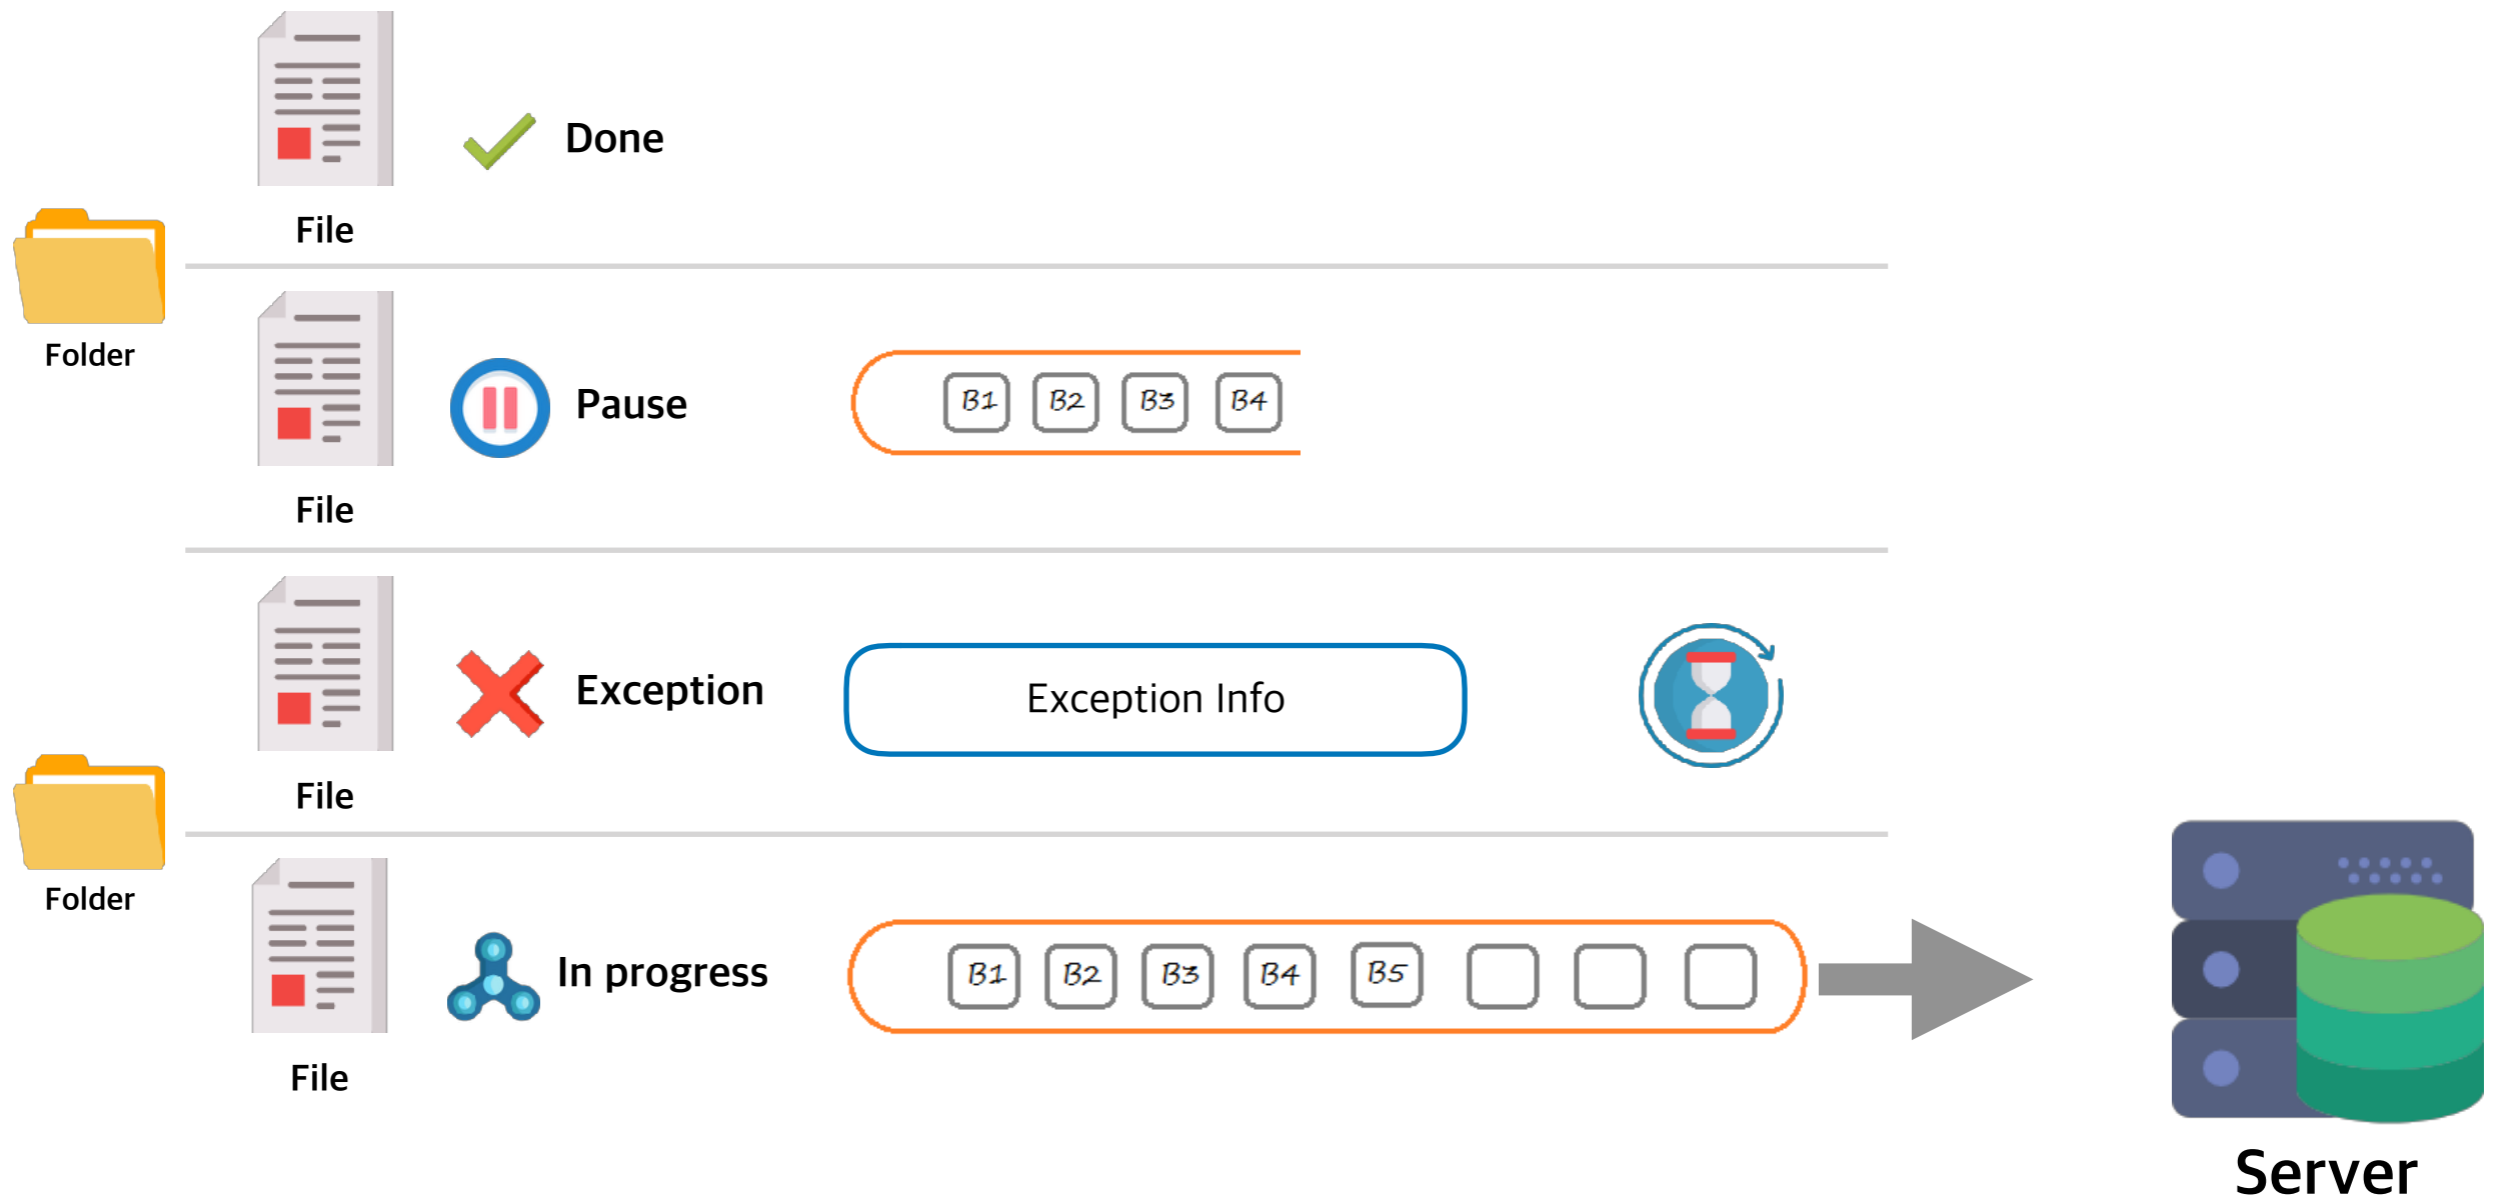 Done
File
Folder
Pause
B1 B2 B3 B4
File
Exception
Exception Info
File
Folder
In progress
B1 B2 B3 B4 B5
File
Server